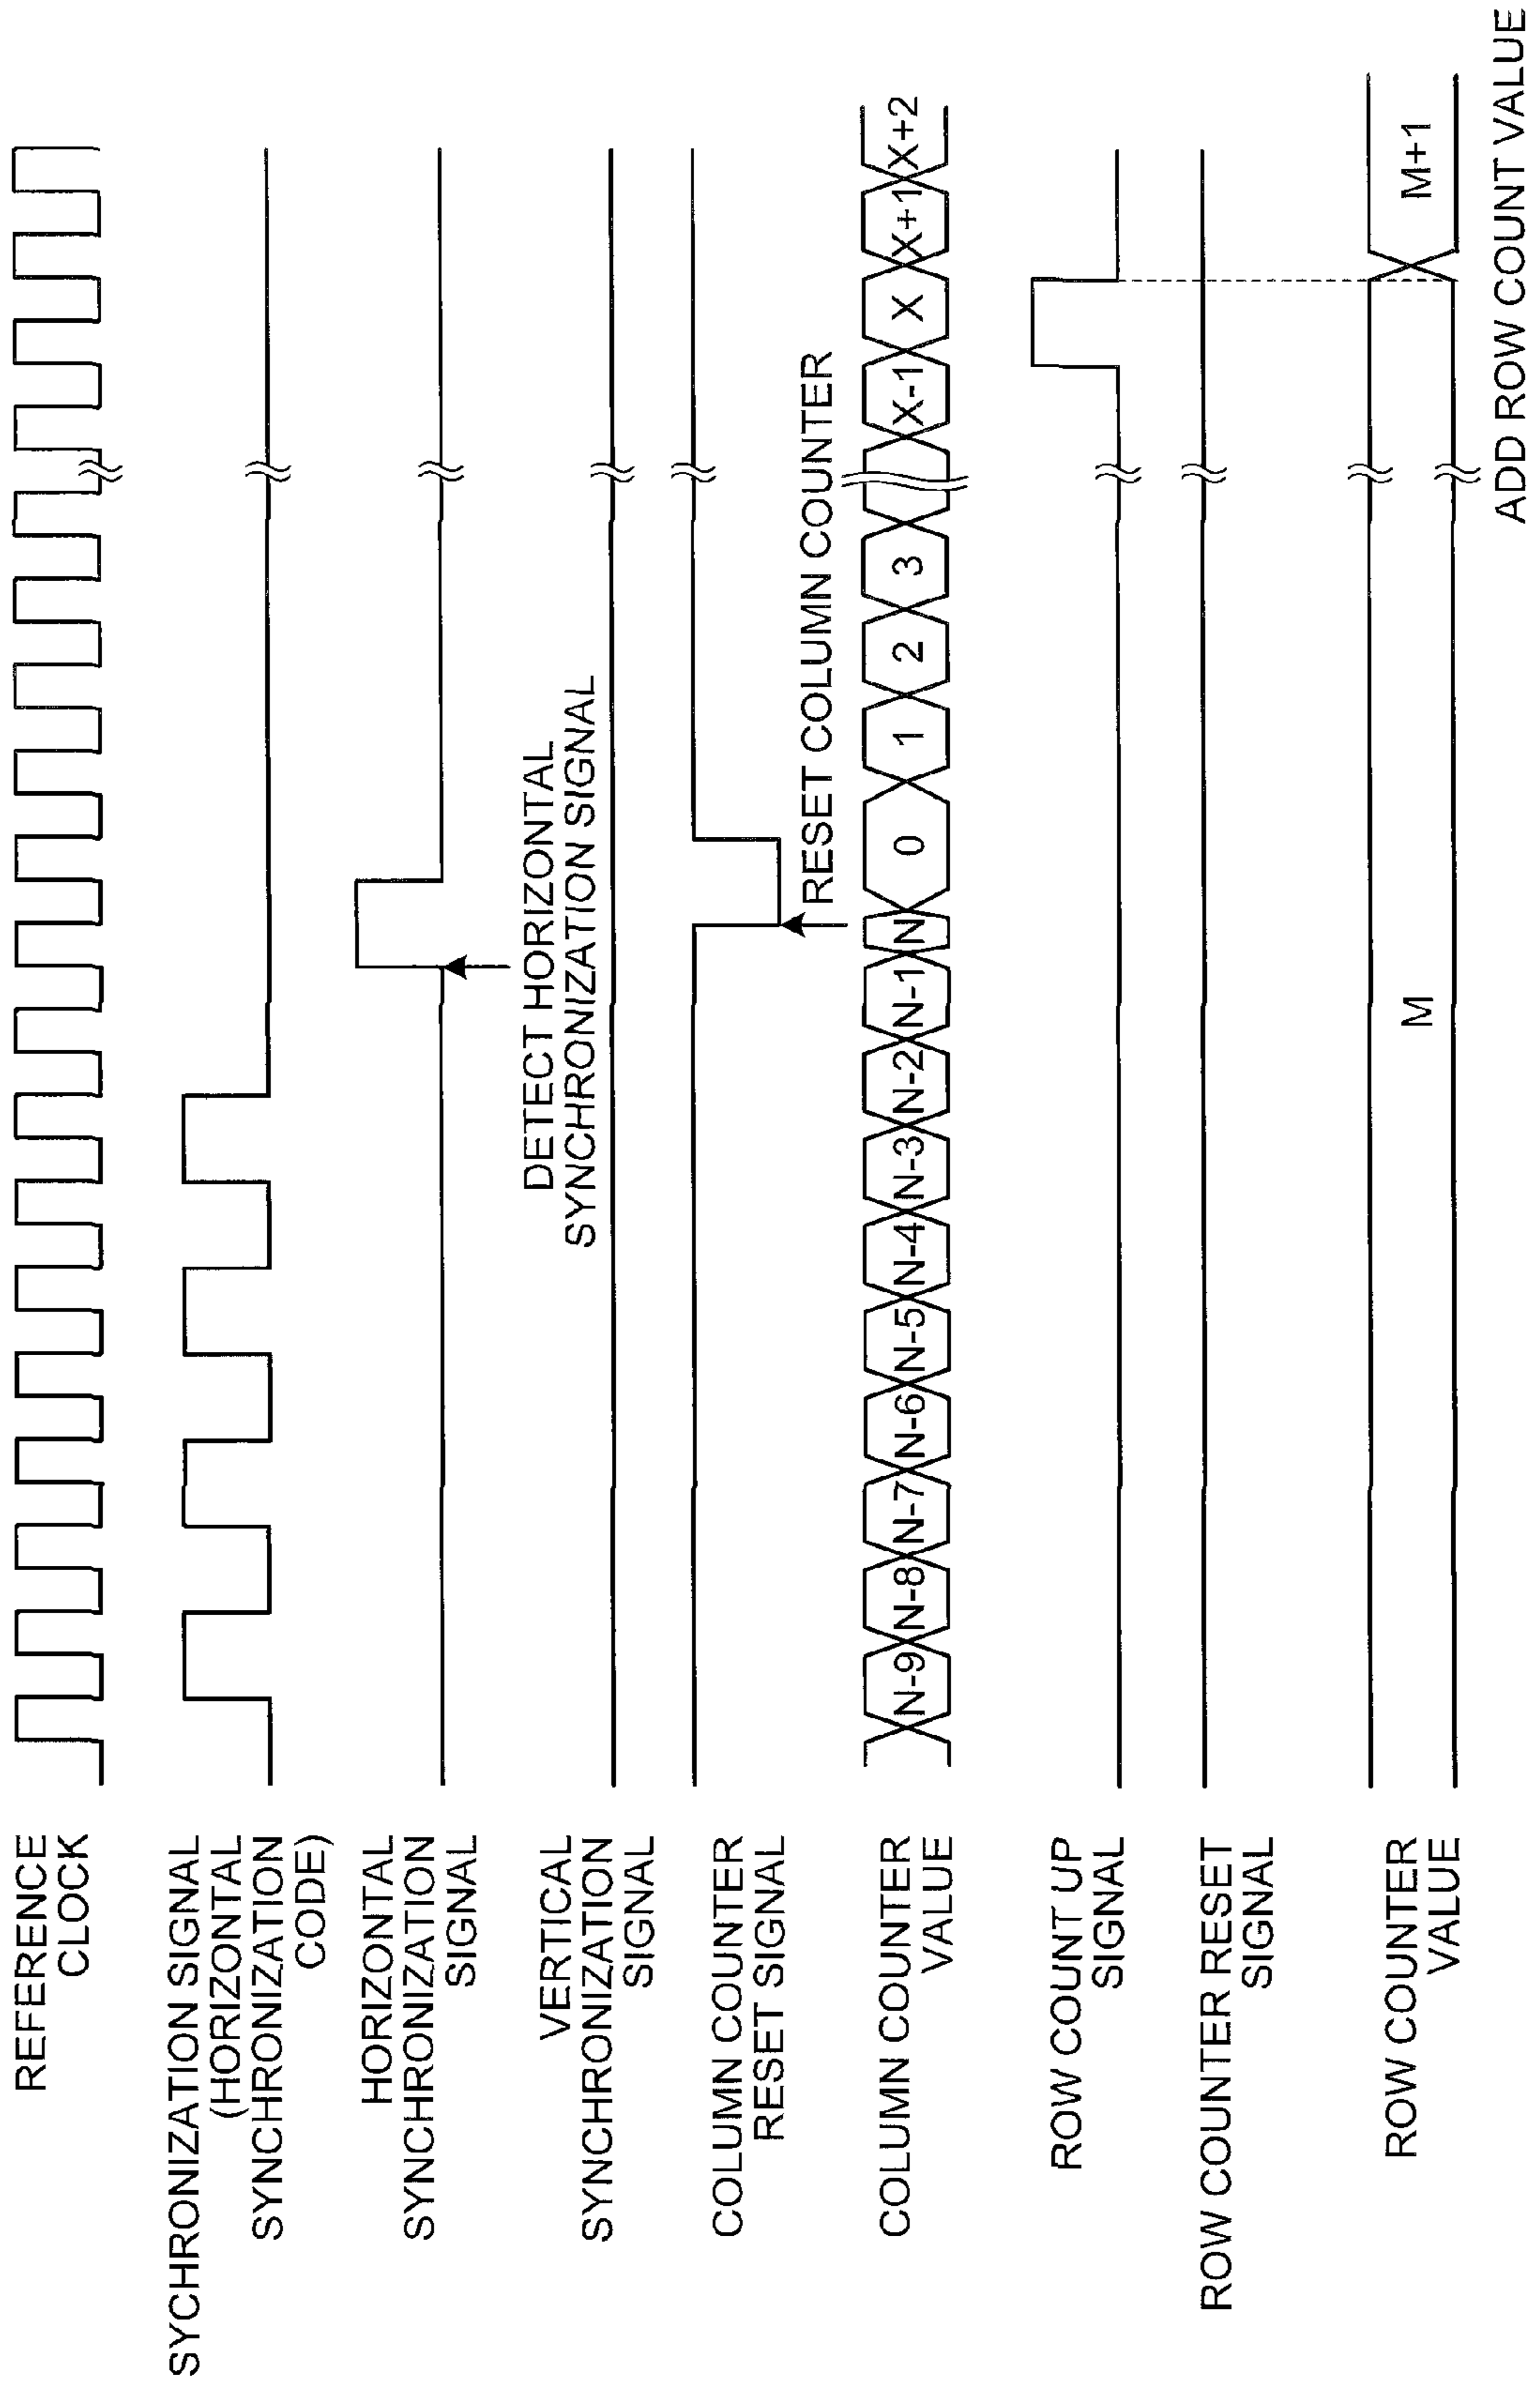 REFERENCE
CLOCK
SYCHRONIZATION SIGNAL
(HORIZONTAL
SYNCHRONIZATION
CODE)
HORIZONTAL
SYNCHRONIZATION
SIGNAL
DETECT HORIZONTAL
SYNCHRONIZATION SIGNAL
VERTICAL
SYNCHRONIZATION
SIGNAL
COLUMN COUNTER
RESET SIGNAL
RESET COLUMN COUNTER
COLUMN COUNTER
VALUE
N-9 N-8 N-7 N-6 N-5 N-4 N-3 N-2 N-1 N 0 1 2 3 X-1 X X+1 X+2
ROW COUNT UP
SIGNAL
ROW COUNTER RESET
SIGNAL
ROW COUNTER
VALUE
M M+1
ADD ROW COUNT VALUE